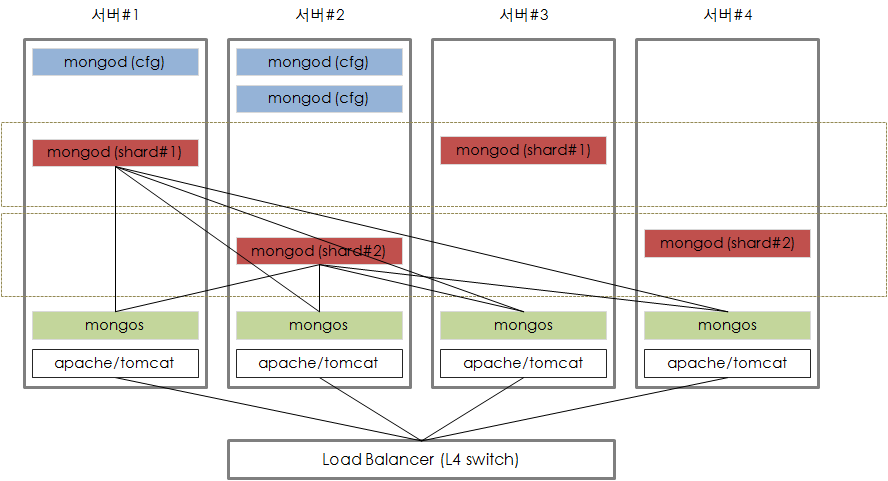 서버#1 서버#2 서버#3 서버#4
mongod (cfg) mongod (cfg)
mongod (cfg)
mongod (shard#1) mongod (shard#1)
mongod (shard#2) mongod (shard#2)
mongos mongos mongos mongos
apache/tomcat apache/tomcat apache/tomcat apache/tomcat
Load Balancer (L4 switch)